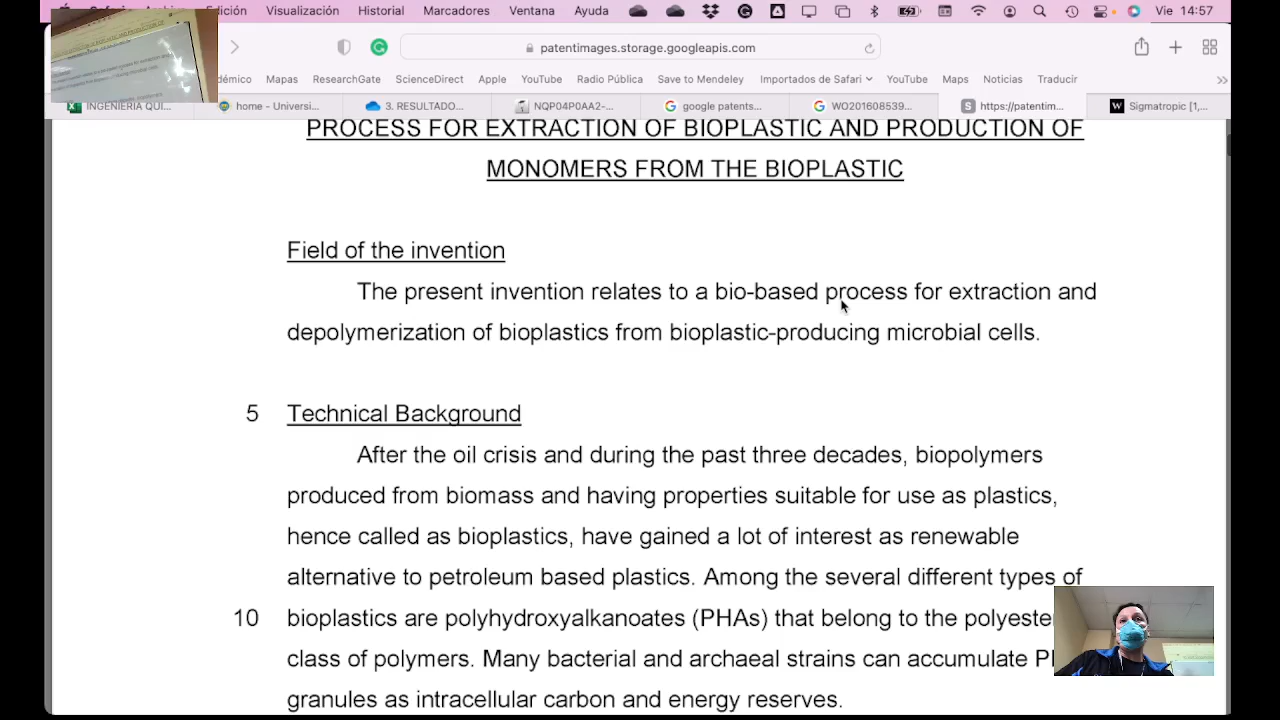 Edición Visualización Historial Marcadores Ventana Ayuda Vie 14:57
patentimages.storage.googleapis.com
démico Mapas ResearchGate ScienceDirect Apple YouTube Radio Pública Save to Mendeley Importados de Safari YouTube Maps Noticias Traducir
INGENIERIA QUI... home - Universi... 3. RESULTADO... NQP04P0AA2-... google patents... WO201608539... S https://patentim... W Sigmatropic [1,...
PROCESS FOR EXTRACTION OF BIOPLASTIC AND PRODUCTION OF
MONOMERS FROM THE BIOPLASTIC
Field of the invention
The present invention relates to a bio-based process for extraction and
depolymerization of bioplastics from bioplastic-producing microbial cells.
5 Technical Background
After the oil crisis and during the past three decades, biopolymers
produced from biomass and having properties suitable for use as plastics,
hence called as bioplastics, have gained a lot of interest as renewable
alternative to petroleum based plastics. Among the several different types of
10 bioplastics are polyhydroxyalkanoates (PHAs) that belong to the polyeste
class of polymers. Many bacterial and archaeal strains can accumulate P
granules as intracellular carbon and energy reserves.